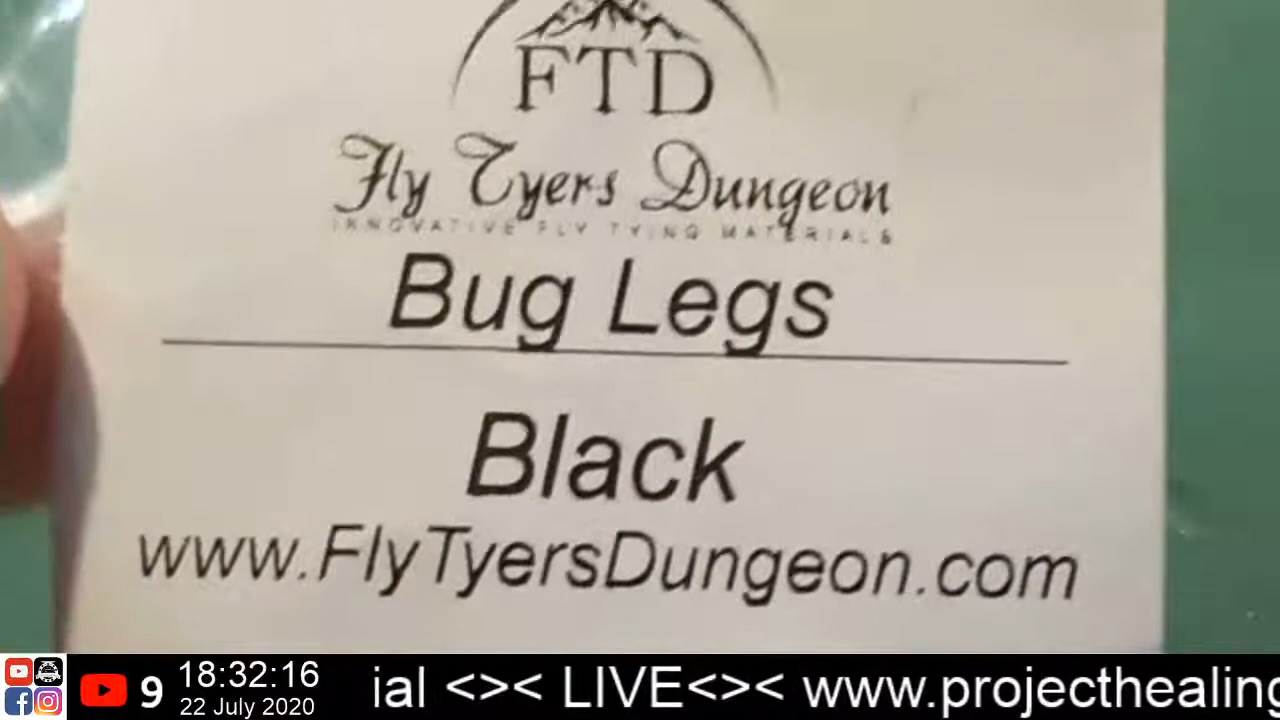 FTD
Fly Tyers Dungeon
INNOVATIVE FLY TYING MATERIALS
Bug Legs
Black
www.FlyTyersDungeon.com
9 18:32:16 ial <>< LIVE<>< www.projecthealing
22 July 2020